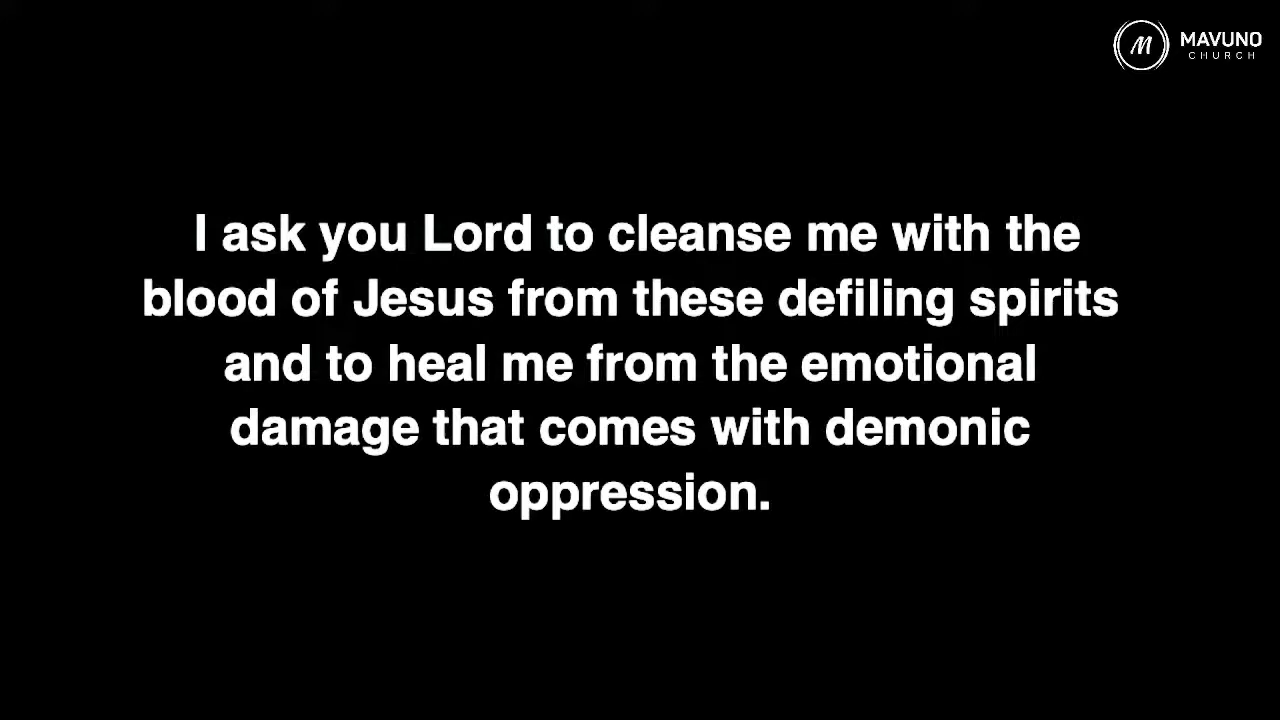 MAVUNO
CHURCH
I ask you Lord to cleanse me with the
blood of Jesus from these defiling spirits
and to heal me from the emotional
damage that comes with demonic
oppression.